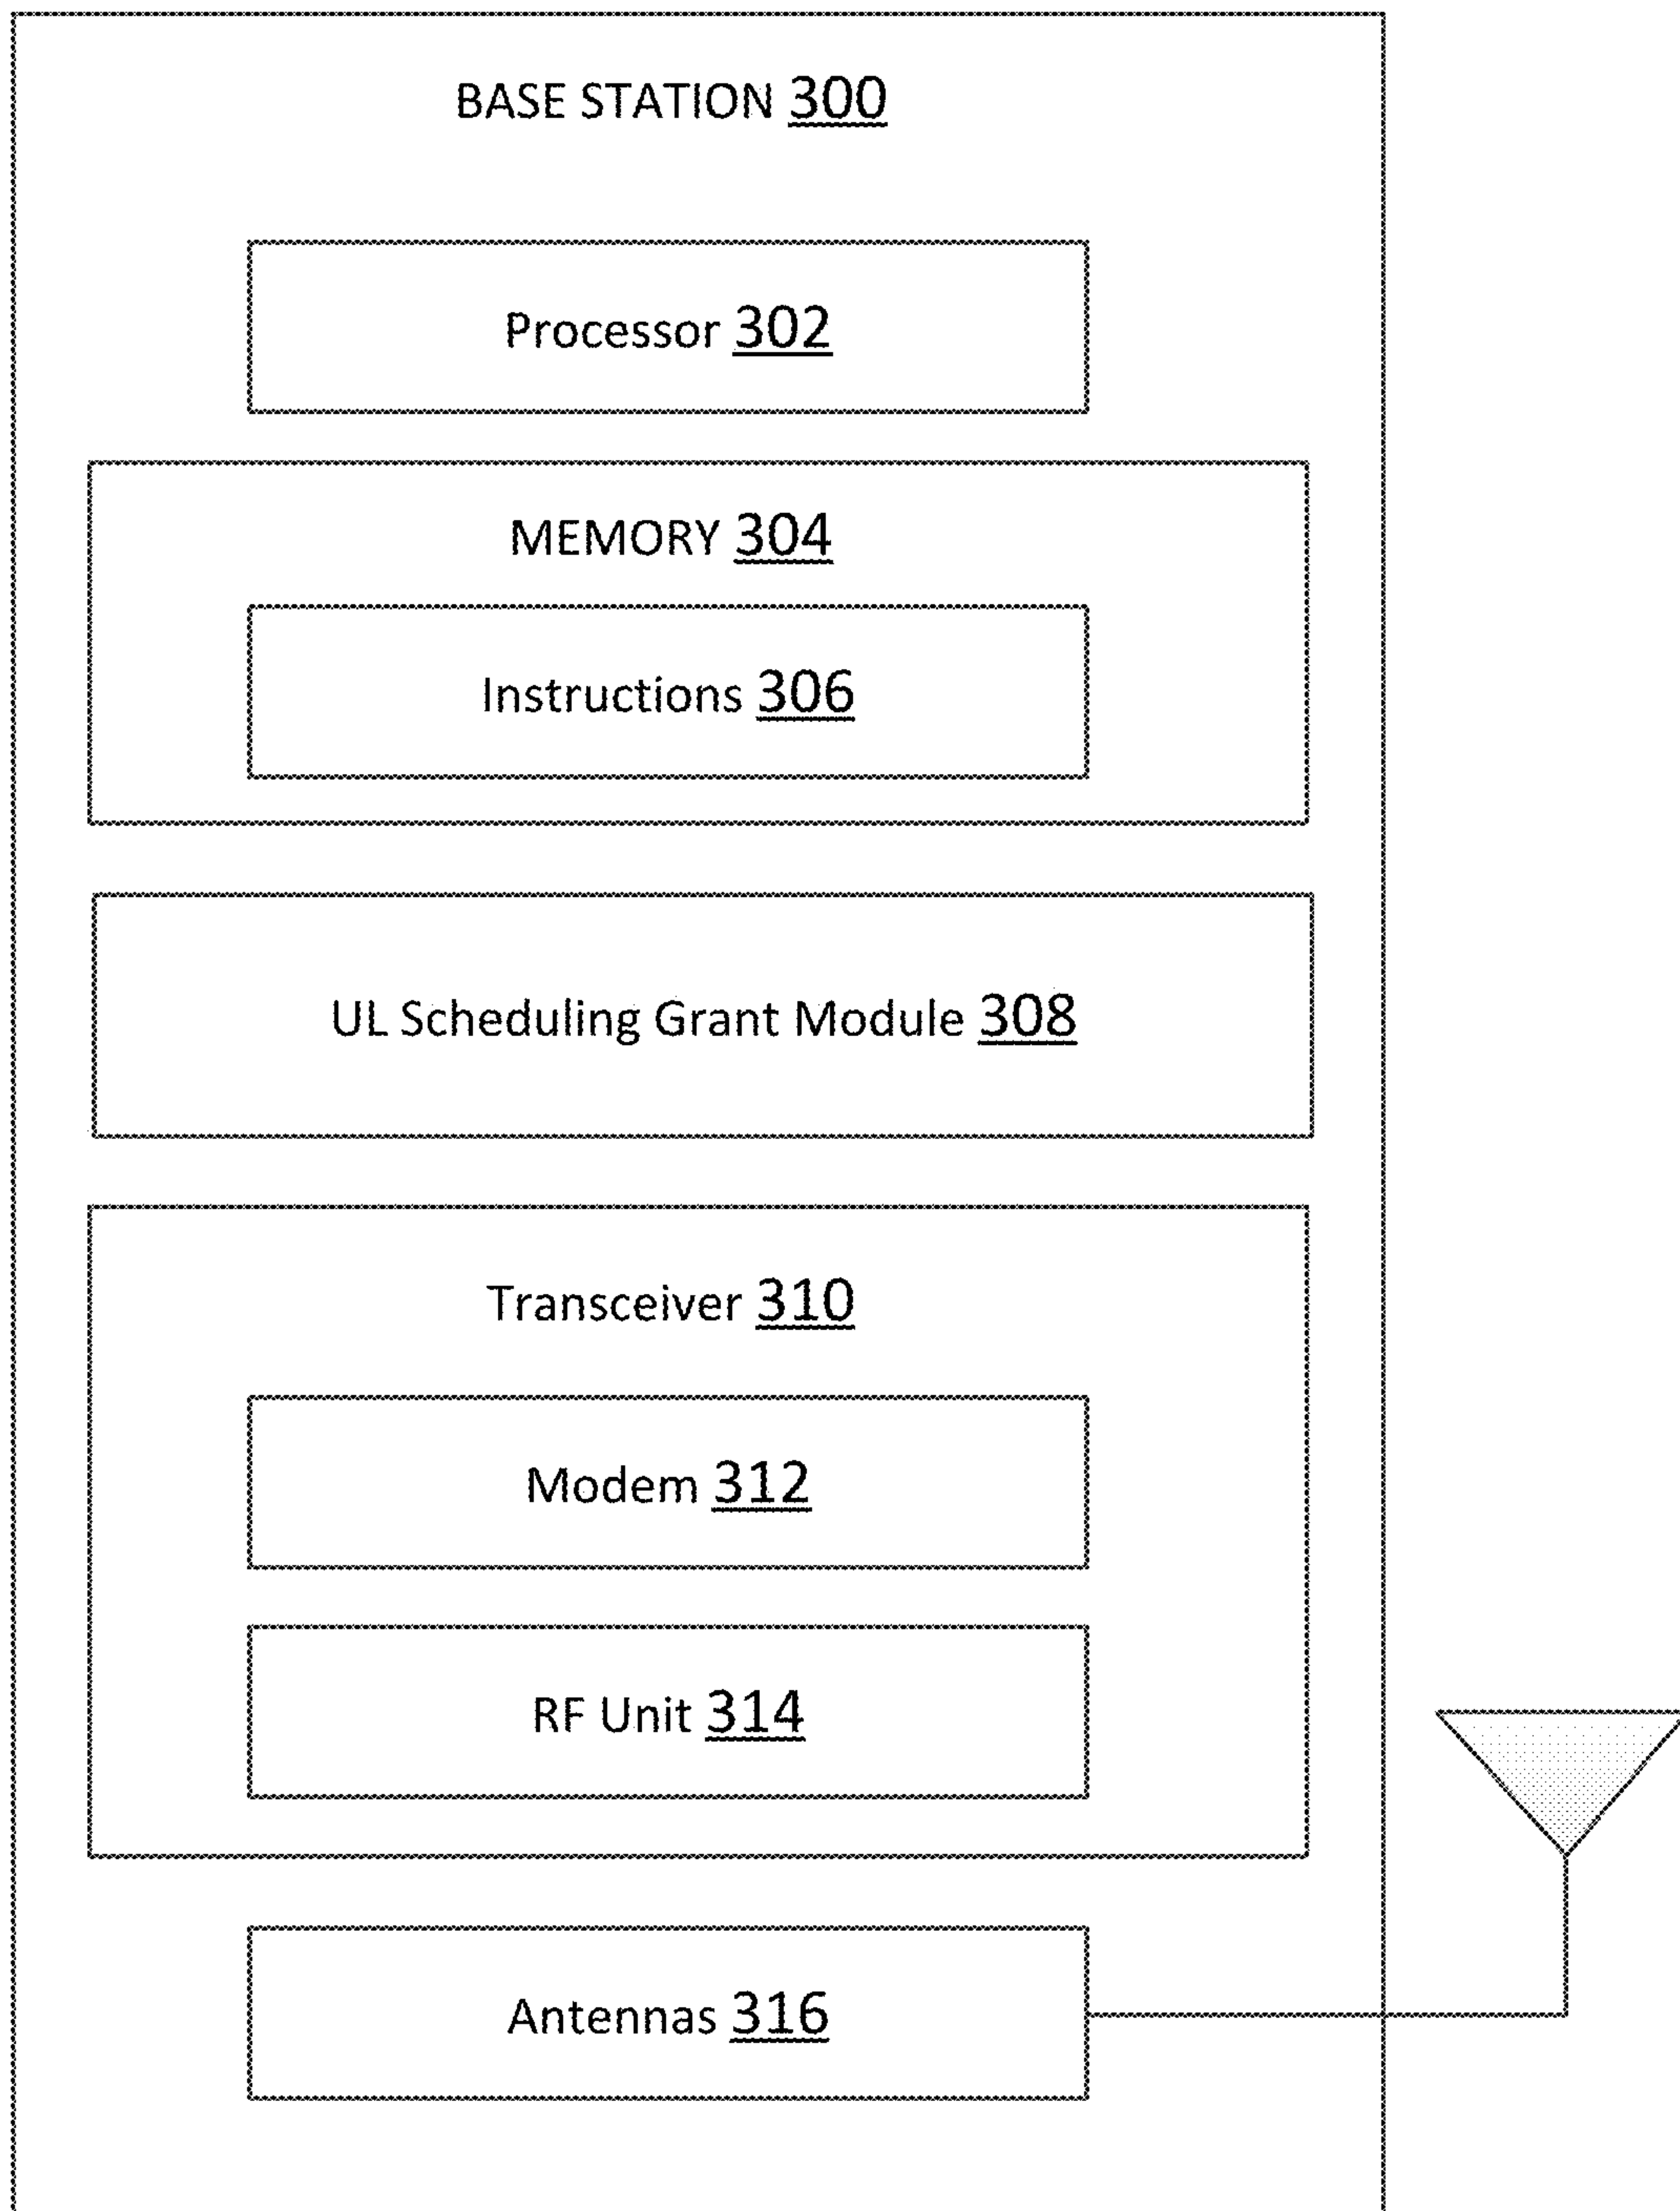 BASE STATION 300
Processor 302
MEMORY 304
Instructions 306
UL Scheduling Grant Module 308
Transceiver 310
Modem 312
RF Unit 314
Antennas 316